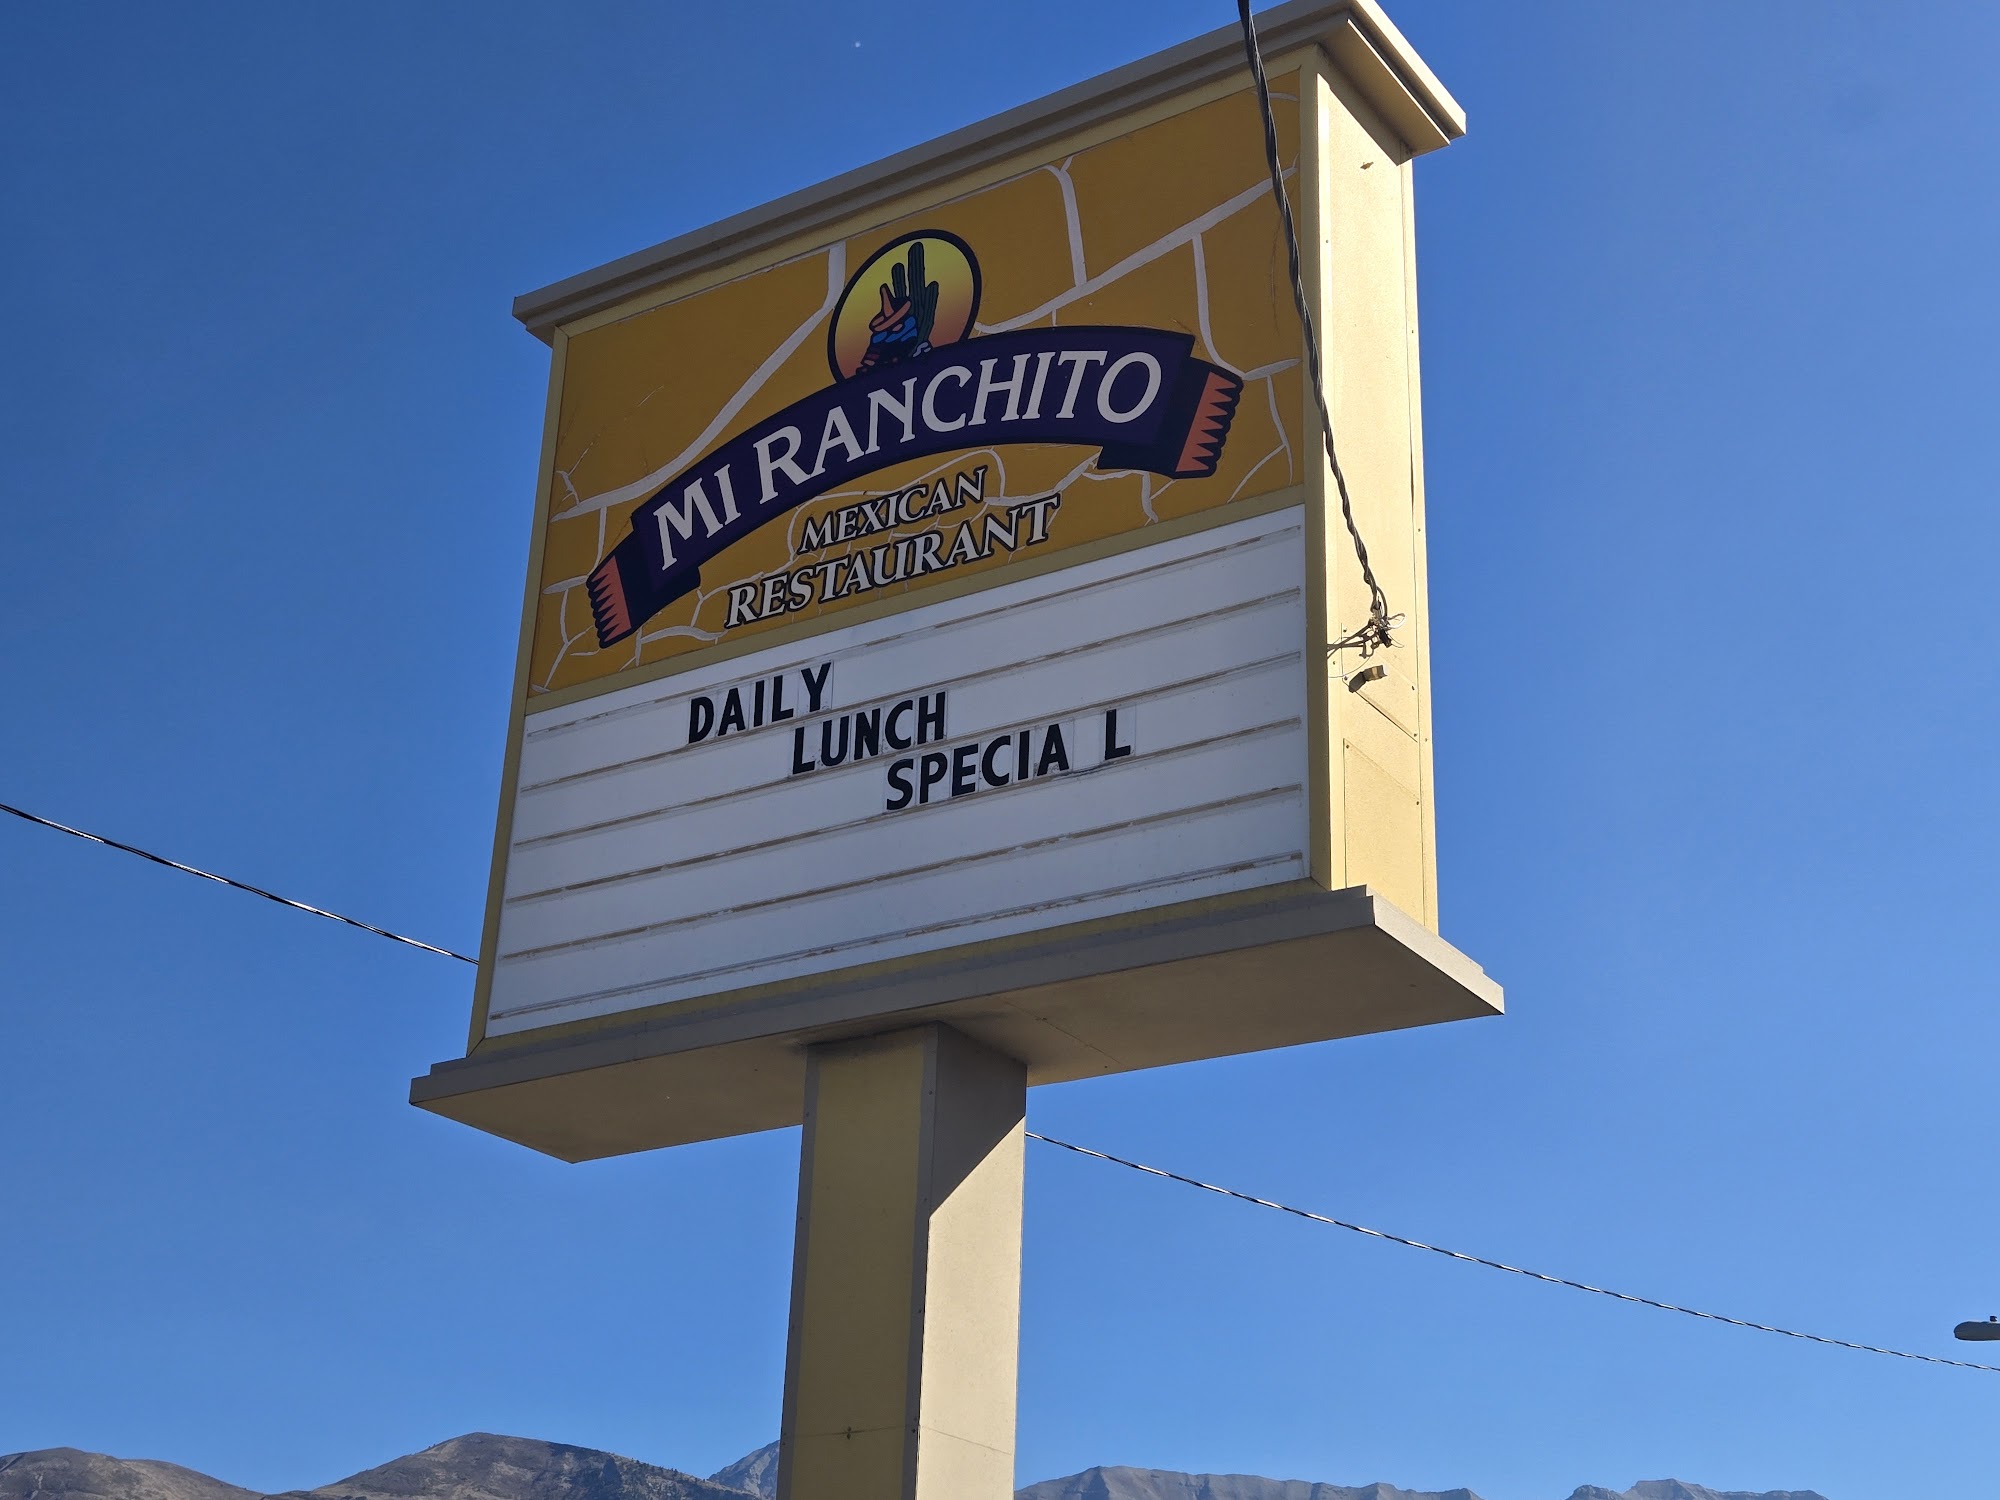 MI RANCHITO
MEXICAN
RESTAURANT
DAILY
LUNCH
SPECIA L